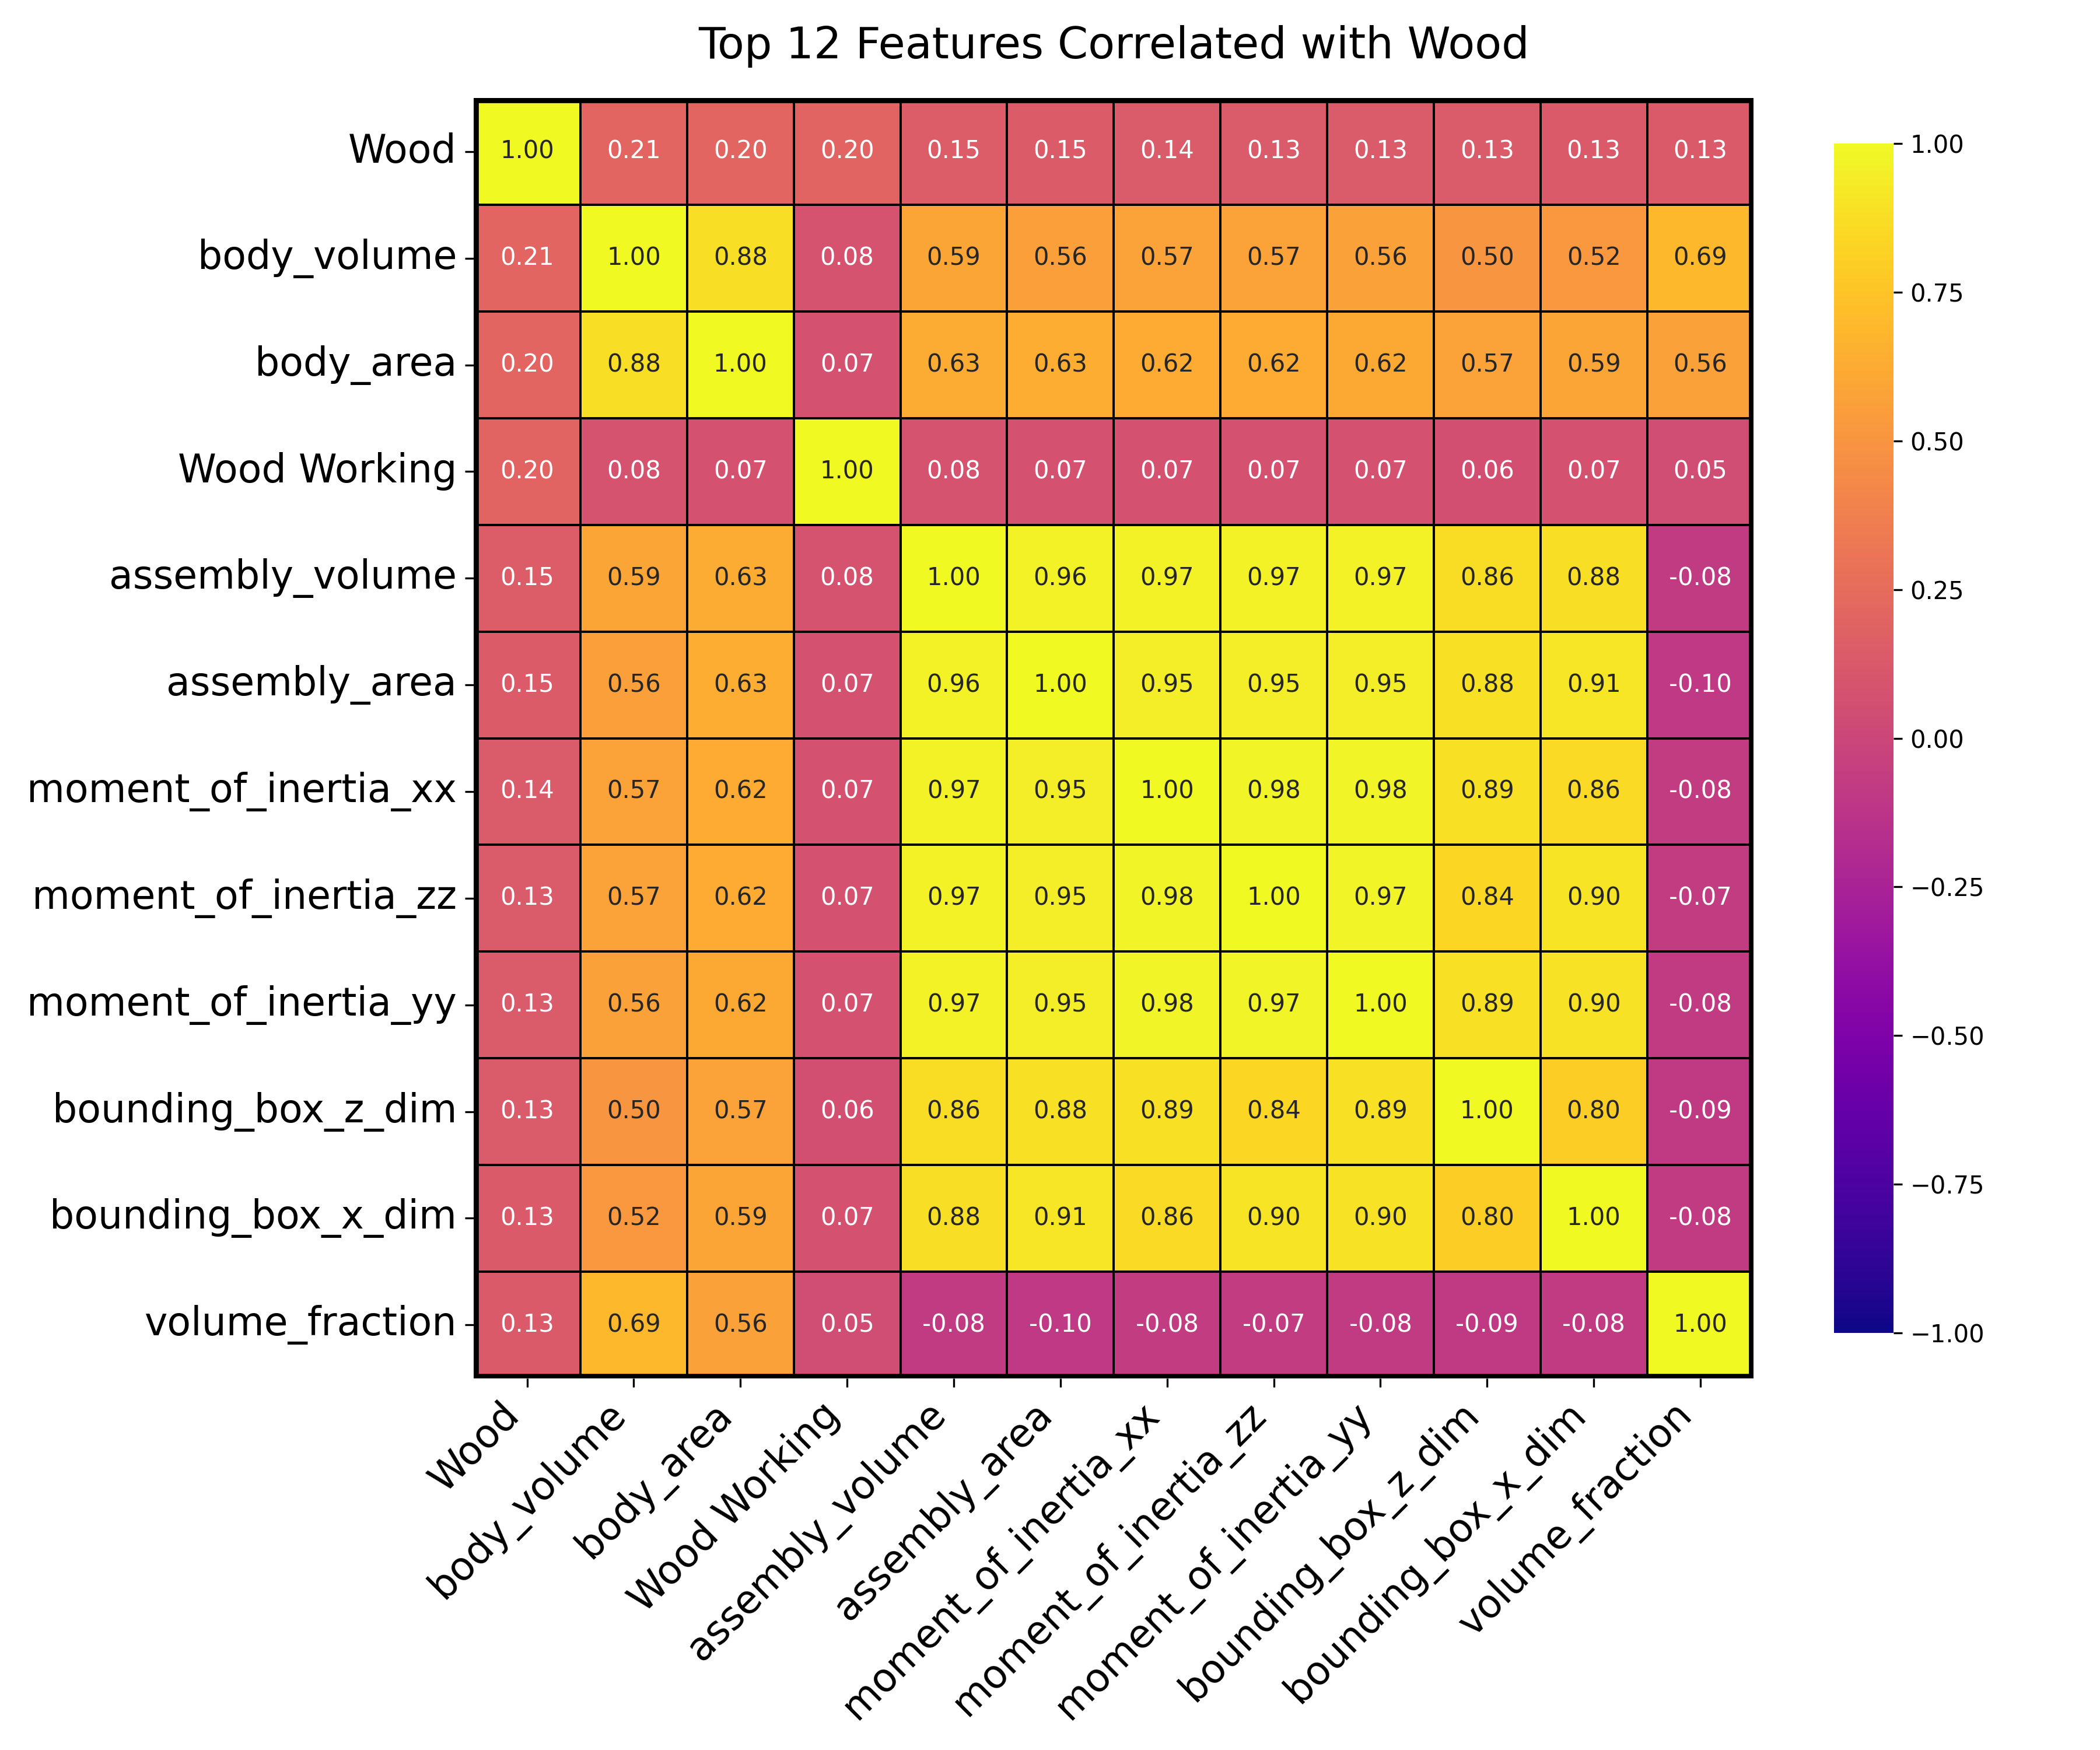 Top 12 Features Correlated with Wood
Wood 1.00 0.21 0.20 0.20 0.15 0.15 0.14 0.13 0.13 0.13 0.13 0.13
body_volume 0.21 1.00 0.88 0.08 0.59 0.56 0.57 0.57 0.56 0.50 0.52 0.69
body_area 0.20 0.88 1.00 0.07 0.63 0.63 0.62 0.62 0.62 0.57 0.59 0.56
Wood Working 0.20 0.08 0.07 1.00 0.08 0.07 0.07 0.07 0.07 0.06 0.07 0.05
assembly_volume 0.15 0.59 0.63 0.08 1.00 0.96 0.97 0.97 0.97 0.86 0.88 -0.08
assembly_area 0.15 0.56 0.63 0.07 0.96 1.00 0.95 0.95 0.95 0.88 0.91 -0.10
moment_of_inertia_xx 0.14 0.57 0.62 0.07 0.97 0.95 1.00 0.98 0.98 0.89 0.86 -0.08
moment_of_inertia_zz 0.13 0.57 0.62 0.07 0.97 0.95 0.98 1.00 0.97 0.84 0.90 -0.07
moment_of_inertia_yy 0.13 0.56 0.62 0.07 0.97 0.95 0.98 0.97 1.00 0.89 0.90 -0.08
bounding_box_z_dim 0.13 0.50 0.57 0.06 0.86 0.88 0.89 0.84 0.89 1.00 0.80 -0.09
bounding_box_x_dim 0.13 0.52 0.59 0.07 0.88 0.91 0.86 0.90 0.90 0.80 1.00 -0.08
volume_fraction 0.13 0.69 0.56 0.05 -0.08 -0.10 -0.08 -0.07 -0.08 -0.09 -0.08 1.00
Wood
body_volume
body_area
Wood Working
assembly_volume
assembly_area
moment_of_inertia_xx
moment_of_inertia_zz
moment_of_inertia_yy
bounding_box_z_dim
bounding_box_x_dim
volume_fraction
1.00
0.75
0.50
0.25
0.00
−0.25
−0.50
−0.75
−1.00